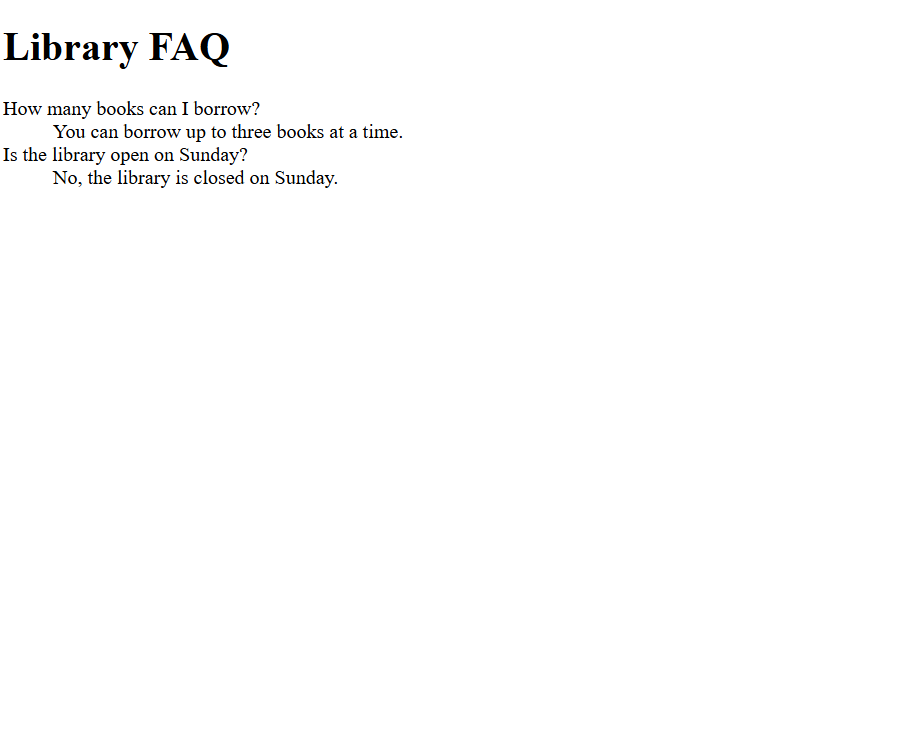 Library FAQ
How many books can I borrow?
You can borrow up to three books at a time.
Is the library open on Sunday?
No, the library is closed on Sunday.